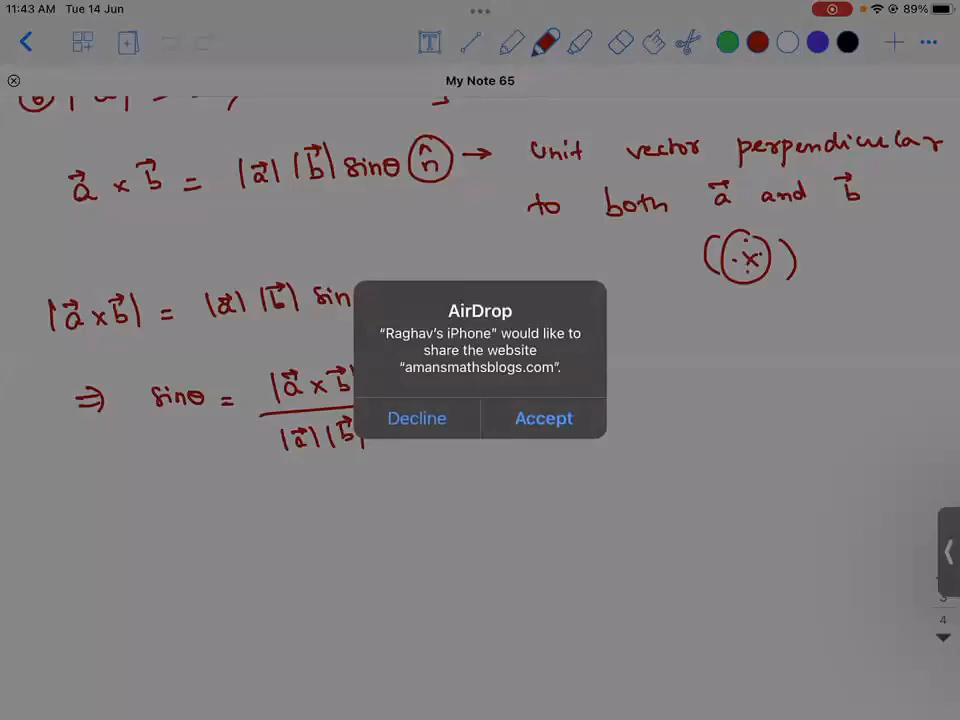 11:43 AM Tue 14 Jun 89%
My Note 65
a⃗ × b⃗ = |a⃗| |b⃗| sinθ n̂ → unit vector perpendicular
to both a⃗ and b⃗
|a⃗ × b⃗| = |a⃗| |b⃗| sin
⇒ sinθ = |a⃗ × b⃗| / |a⃗| |b⃗|
AirDrop
“Raghav’s iPhone” would like to
share the website
“amansmathsblogs.com”.
Decline Accept
4